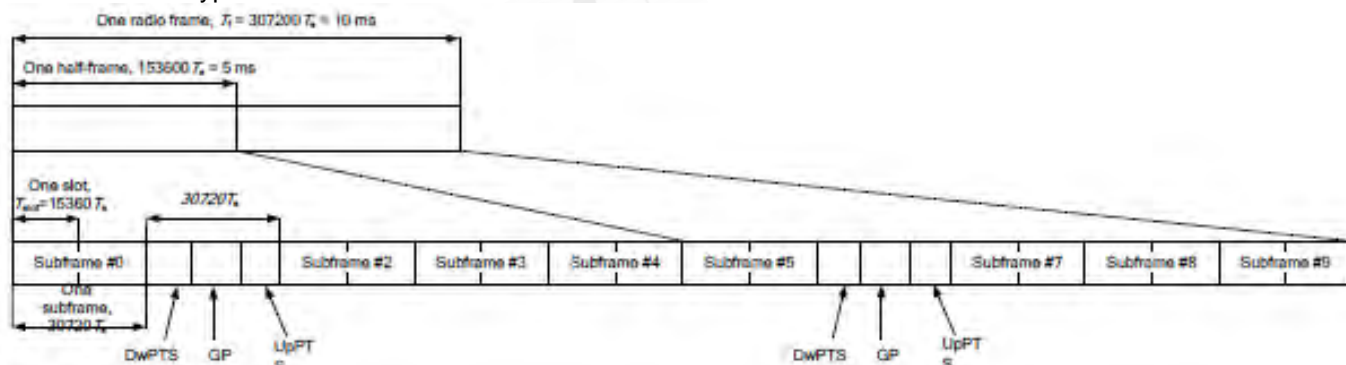 One radio frame, Tf = 307200 Ts = 10 ms
One half-frame, 153600 Ts = 5 ms
One slot,
Tslot=15360 Ts
30720Ts
Subframe #0 Subframe #2 Subframe #3 Subframe #4 Subframe #5 Subframe #7 Subframe #8 Subframe #9
One
subframe,
30720 Ts
DwPTS GP UpPT DwPTS GP UpPT